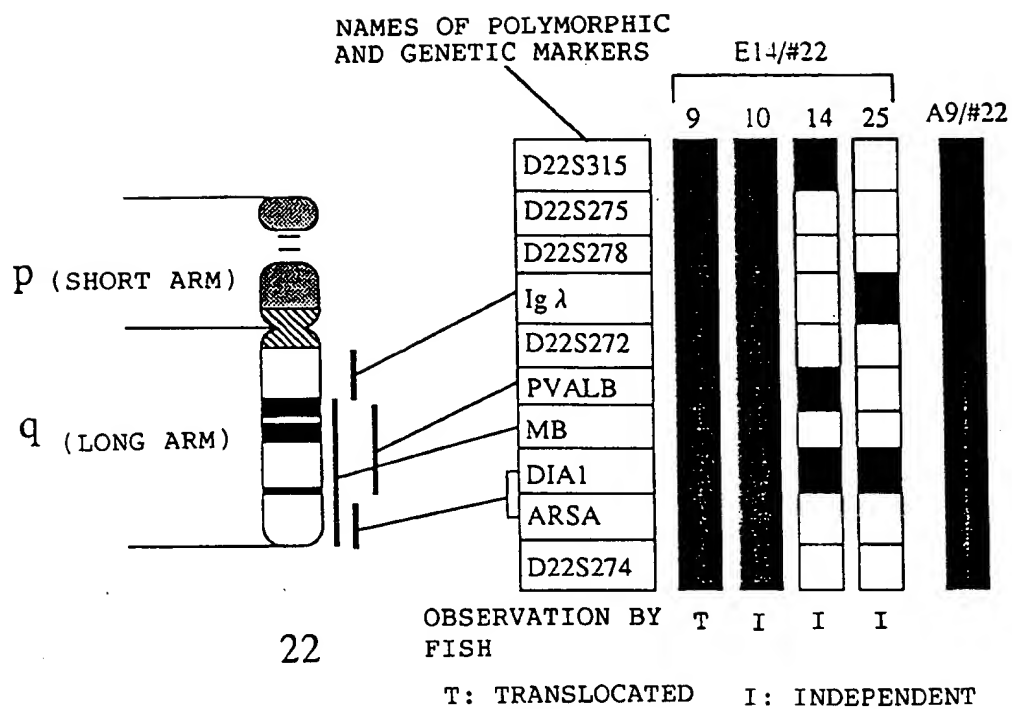 NAMES OF POLYMORPHIC
AND GENETIC MARKERS
E14/#22
9 10 14 25 A9/#22
D22S315
D22S275
D22S278
Ig λ
D22S272
PVALB
MB
DIA1
ARSA
D22S274
p (SHORT ARM)
q (LONG ARM)
22
OBSERVATION BY
FISH
T I I I
T: TRANSLOCATED I: INDEPENDENT